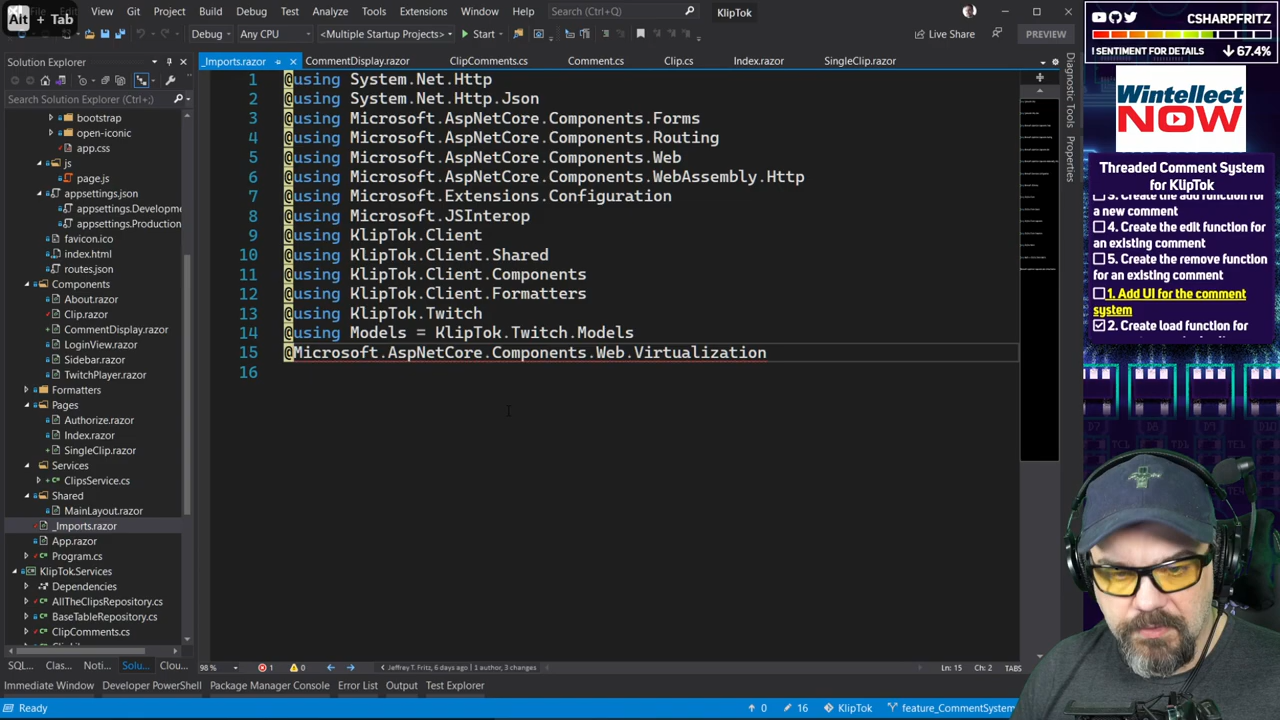 Alt + Tab
File Edit View Git Project Build Debug Test Analyze Tools Extensions Window Help Search (Ctrl+Q) KlipTok
Debug Any CPU <Multiple Startup Projects> Start Live Share PREVIEW
Solution Explorer
Search Solution Explorer (Ctrl+;)
bootstrap
open-iconic
app.css
js
page.js
appsettings.json
appsettings.Developm
appsettings.Production
favicon.ico
index.html
routes.json
Components
About.razor
Clip.razor
CommentDisplay.razor
LoginView.razor
Sidebar.razor
TwitchPlayer.razor
Formatters
Pages
Authorize.razor
Index.razor
SingleClip.razor
Services
ClipsService.cs
Shared
MainLayout.razor
_Imports.razor
App.razor
Program.cs
KlipTok.Services
Dependencies
AllTheClipsRepository.cs
BaseTableRepository.cs
ClipComments.cs
SQL... Class... Noti... Solu... Clou...
_Imports.razor CommentDisplay.razor ClipComments.cs Comment.cs Clip.cs Index.razor SingleClip.razor
1 @using System.Net.Http
2 @using System.Net.Http.Json
3 @using Microsoft.AspNetCore.Components.Forms
4 @using Microsoft.AspNetCore.Components.Routing
5 @using Microsoft.AspNetCore.Components.Web
6 @using Microsoft.AspNetCore.Components.WebAssembly.Http
7 @using Microsoft.Extensions.Configuration
8 @using Microsoft.JSInterop
9 @using KlipTok.Client
10 @using KlipTok.Client.Shared
11 @using KlipTok.Client.Components
12 @using KlipTok.Client.Formatters
13 @using KlipTok.Twitch
14 @using Models = KlipTok.Twitch.Models
15 @Microsoft.AspNetCore.Components.Web.Virtualization
16
98 % 1 0 Jeffrey T. Fritz, 6 days ago | 1 author, 3 changes Ln: 15 Ch: 2 TABS
Immediate Window Developer PowerShell Package Manager Console Error List Output Test Explorer
Ready 0 16 KlipTok feature_CommentSystem
Diagnostic Tools
Properties
CSHARPFRITZ
! SENTIMENT FOR DETAILS 67.4%
Wintellect
NOW
Threaded Comment System
for KlipTok
3. Create the add function for
a new comment
4. Create the edit function for
an existing comment
5. Create the remove function
for an existing comment
1. Add UI for the comment
system
2. Create load function for